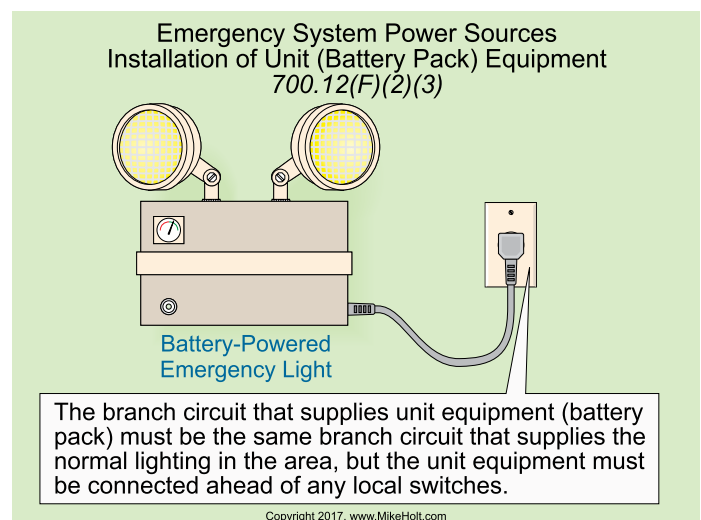 Emergency System Power Sources
Installation of Unit (Battery Pack) Equipment
700.12(F)(2)(3)
Battery-Powered
Emergency Light
The branch circuit that supplies unit equipment (battery
pack) must be the same branch circuit that supplies the
normal lighting in the area, but the unit equipment must
be connected ahead of any local switches.
Copyright 2017, www.MikeHolt.com